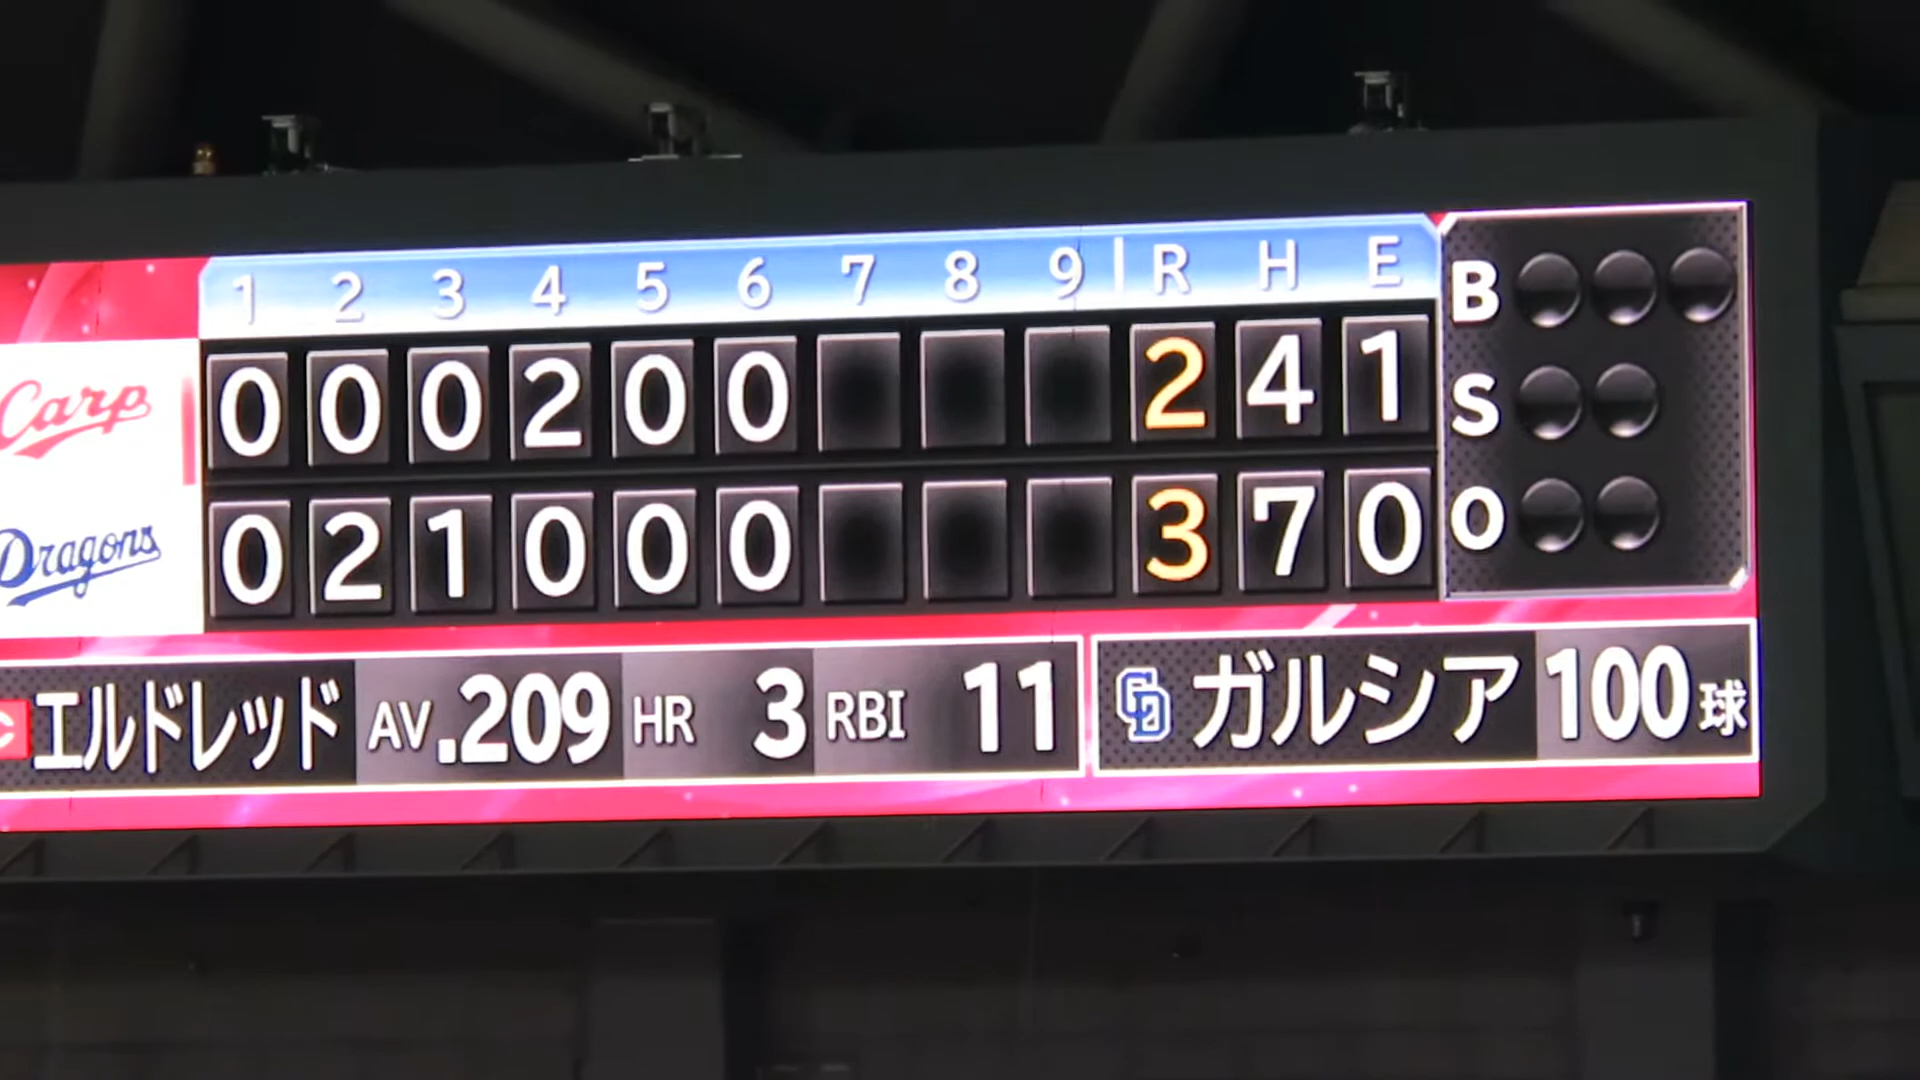 1 2 3 4 5 6 7 8 9 R H E
Carp 0 0 0 2 0 0 2 4 1
Dragons 0 2 1 0 0 0 3 7 0
B
S
O
C エルドレッド AV .209 HR 3 RBI 11
CD ガルシア 100球